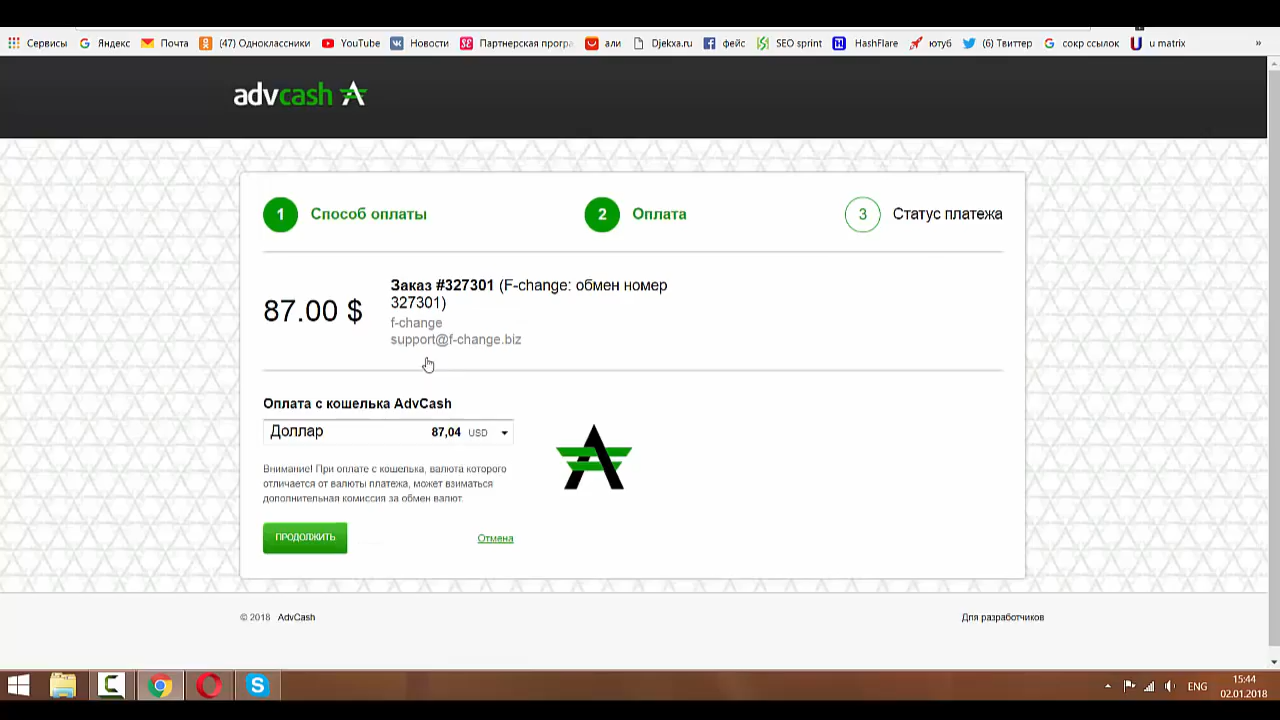 Сервисы Яндекс Почта (47) Одноклассники YouTube Новости Партнерская прогр али Djekxa.ru фейс SEO sprint HashFlare ютуб (6) Твиттер сокр ссылок u matrix »
advcash
1 Способ оплаты 2 Оплата 3 Статус платежа
87.00 $
Заказ #327301 (F-change: обмен номер
327301)
f-change
support@f-change.biz
Оплата с кошелька AdvCash
Доллар 87,04 USD
Внимание! При оплате с кошелька, валюта которого
отличается от валюты платежа, может взиматься
дополнительная комиссия за обмен валют.
ПРОДОЛЖИТЬ Отмена
© 2018 AdvCash Для разработчиков
ENG 15:44
02.01.2018